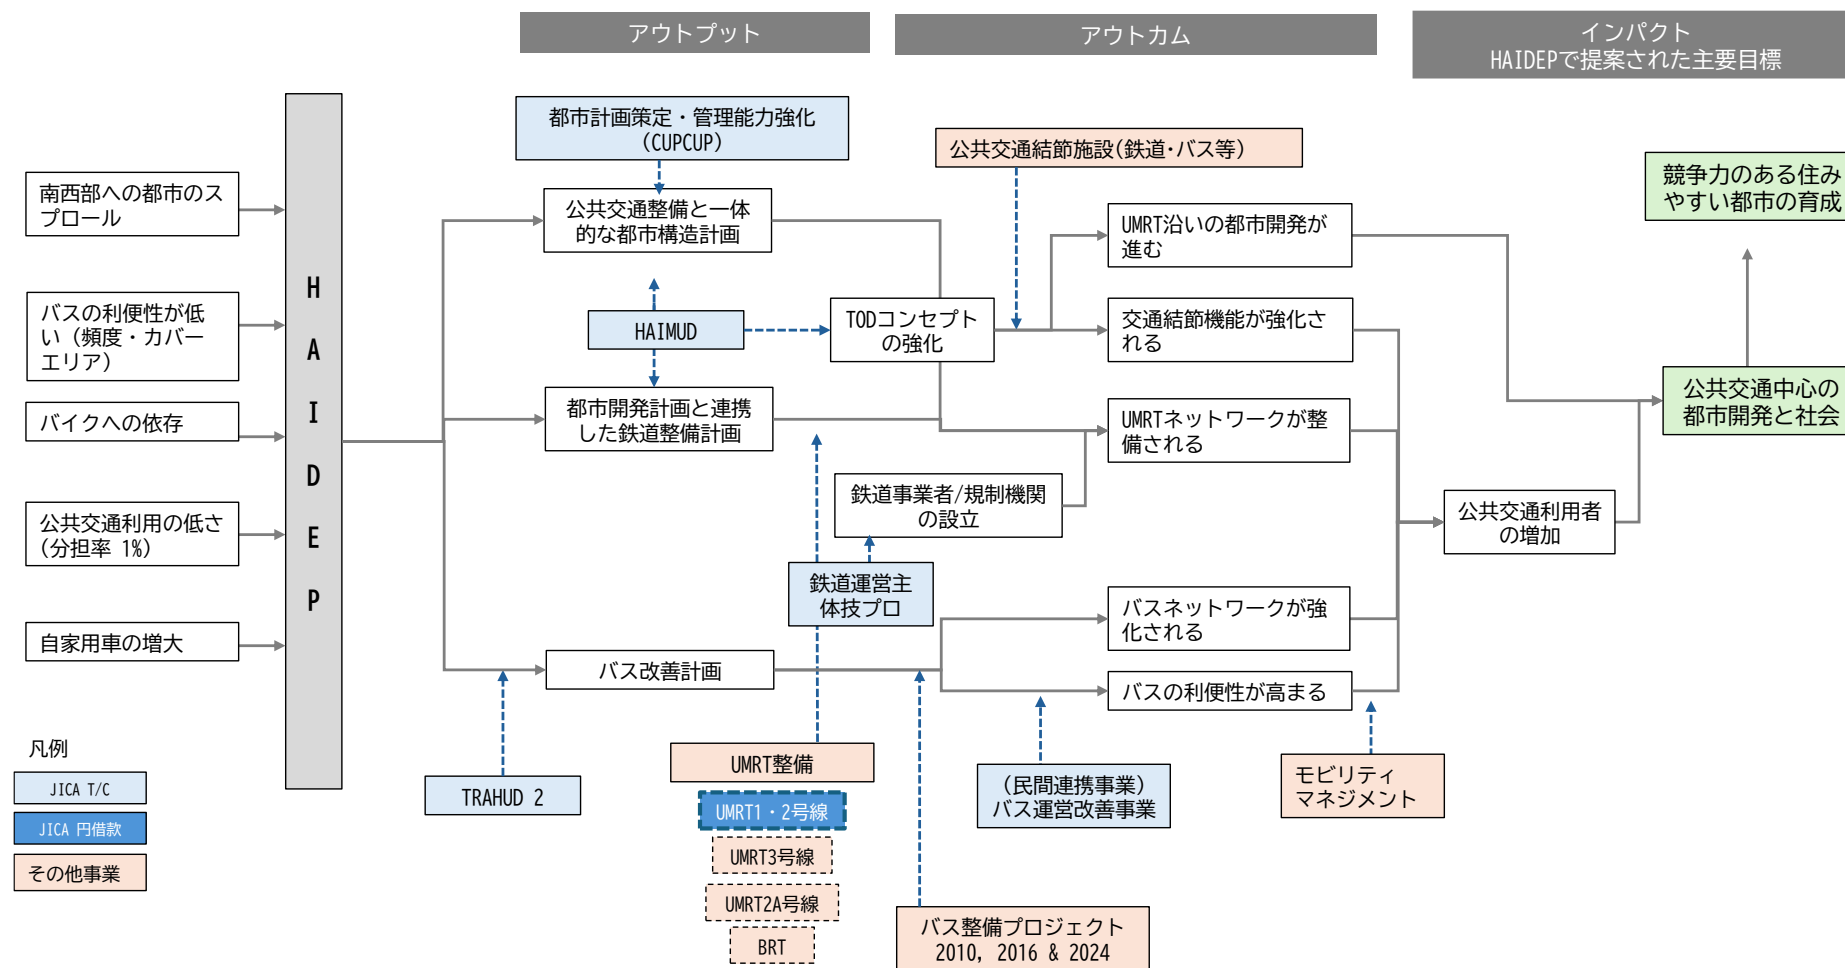 アウトプット
アウトカム
インパクト
HAIDEPで提案された主要目標
南西部への都市のス
プロール
バスの利便性が低
い（頻度・カバー
エリア）
バイクへの依存
公共交通利用の低さ
(分担率 1%)
自家用車の増大
H
A
I
D
E
P
都市計画策定・管理能力強化
(CUPCUP)
公共交通整備と一体
的な都市構造計画
HAIMUD
都市開発計画と連携
した鉄道整備計画
TODコンセプト
の強化
鉄道事業者/規制機関
の設立
鉄道運営主
体技プロ
バス改善計画
TRAHUD 2
UMRT整備
UMRT1・2号線
UMRT3号線
UMRT2A号線
BRT
公共交通結節施設(鉄道・バス等)
UMRT沿いの都市開発が
進む
交通結節機能が強化さ
れる
UMRTネットワークが整
備される
バスネットワークが強
化される
バスの利便性が高まる
(民間連携事業)
バス運営改善事業
バス整備プロジェクト
2010, 2016 & 2024
モビリティ
マネジメント
公共交通利用者
の増加
競争力のある住み
やすい都市の育成
公共交通中心の
都市開発と社会
凡例
JICA T/C
JICA 円借款
その他事業